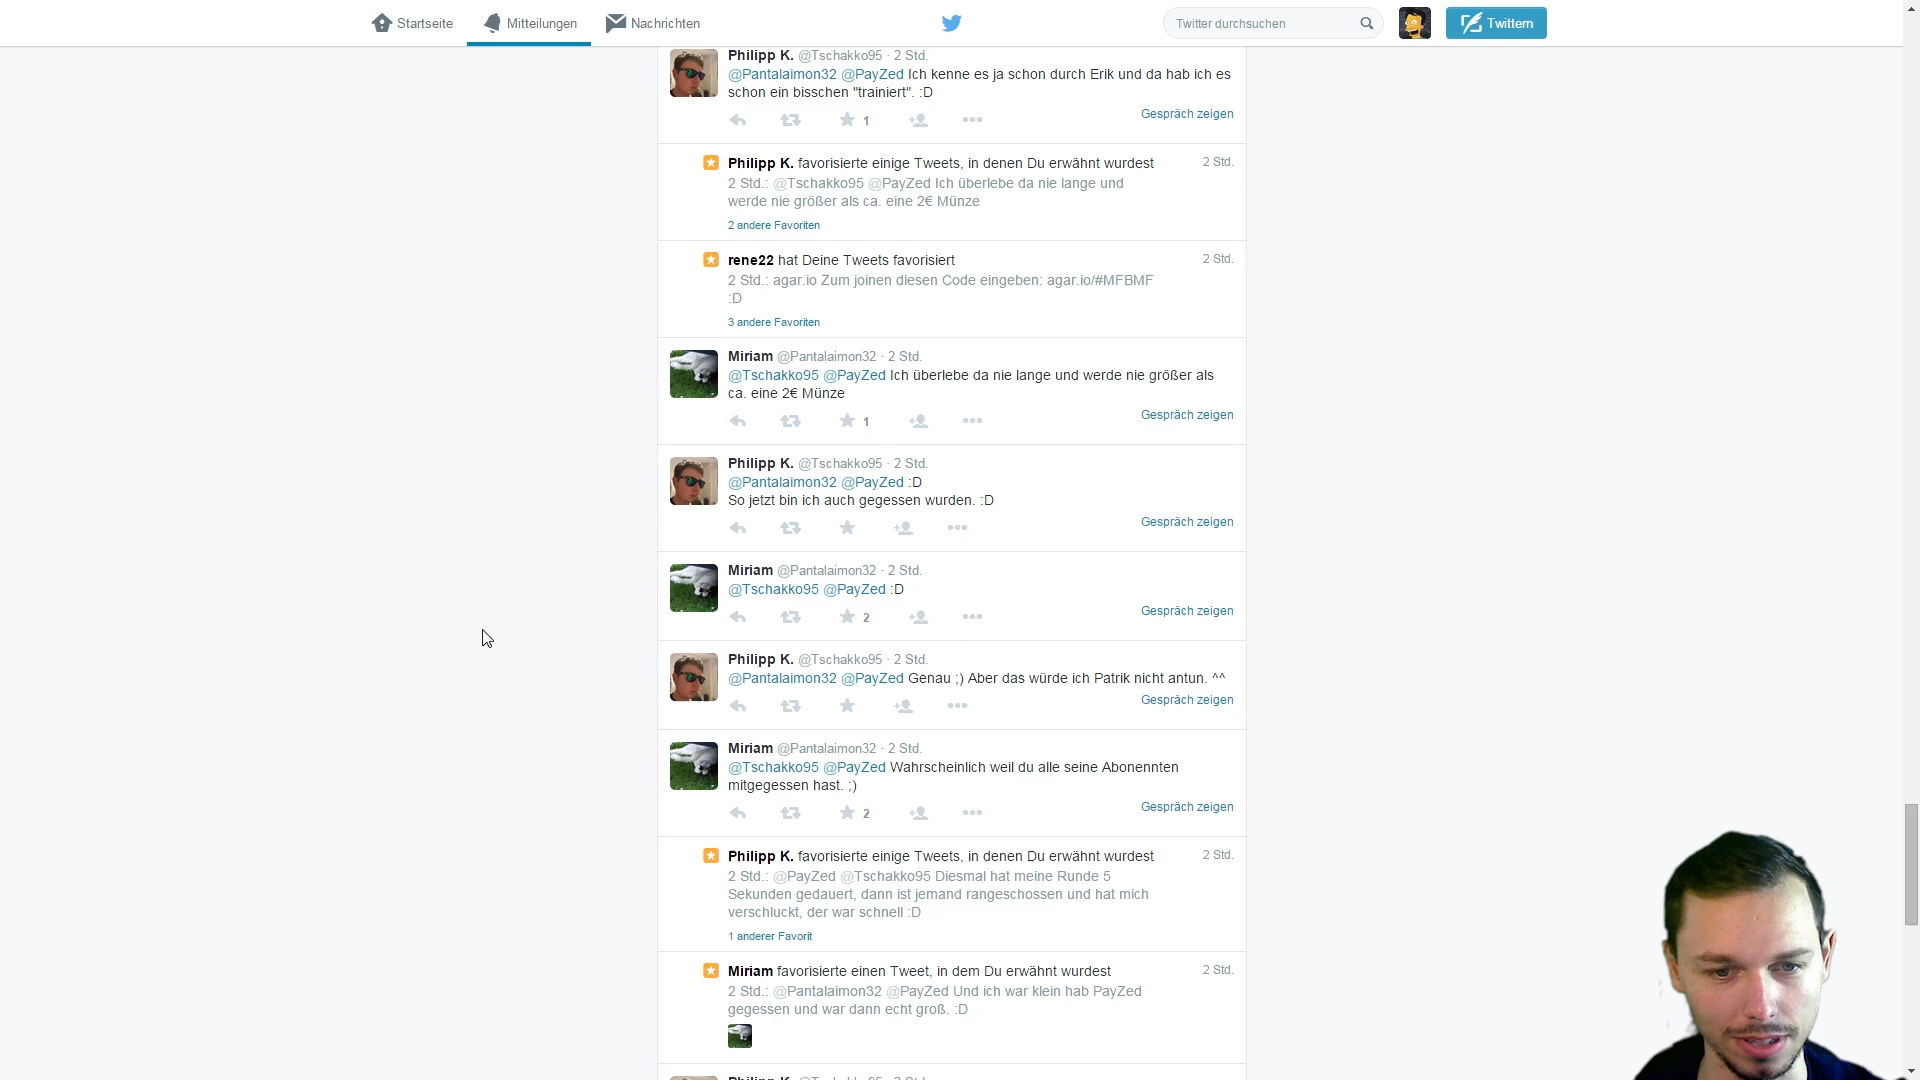 Startseite
Mitteilungen
Nachrichten
Twitter durchsuchen
Twittern
Philipp K. @Tschakko95 · 2 Std.
@Pantalaimon32 @PayZed Ich kenne es ja schon durch Erik und da hab ich es
schon ein bisschen "trainiert". :D
1
Gespräch zeigen
Philipp K. favorisierte einige Tweets, in denen Du erwähnt wurdest
2 Std.
2 Std.: @Tschakko95 @PayZed Ich überlebe da nie lange und
werde nie größer als ca. eine 2€ Münze
2 andere Favoriten
rene22 hat Deine Tweets favorisiert
2 Std.
2 Std.: agar.io Zum joinen diesen Code eingeben: agar.io/#MFBMF
:D
3 andere Favoriten
Miriam @Pantalaimon32 · 2 Std.
@Tschakko95 @PayZed Ich überlebe da nie lange und werde nie größer als
ca. eine 2€ Münze
1
Gespräch zeigen
Philipp K. @Tschakko95 · 2 Std.
@Pantalaimon32 @PayZed :D
So jetzt bin ich auch gegessen wurden. :D
Gespräch zeigen
Miriam @Pantalaimon32 · 2 Std.
@Tschakko95 @PayZed :D
2
Gespräch zeigen
Philipp K. @Tschakko95 · 2 Std.
@Pantalaimon32 @PayZed Genau ;) Aber das würde ich Patrik nicht antun. ^^
Gespräch zeigen
Miriam @Pantalaimon32 · 2 Std.
@Tschakko95 @PayZed Wahrscheinlich weil du alle seine Abonennten
mitgegessen hast. ;)
2
Gespräch zeigen
Philipp K. favorisierte einige Tweets, in denen Du erwähnt wurdest
2 Std.
2 Std.: @PayZed @Tschakko95 Diesmal hat meine Runde 5
Sekunden gedauert, dann ist jemand rangeschossen und hat mich
verschluckt, der war schnell :D
1 anderer Favorit
Miriam favorisierte einen Tweet, in dem Du erwähnt wurdest
2 Std.
2 Std.: @Pantalaimon32 @PayZed Und ich war klein hab PayZed
gegessen und war dann echt groß. :D
Philipp K. @Tschakko95 · 2 Std.